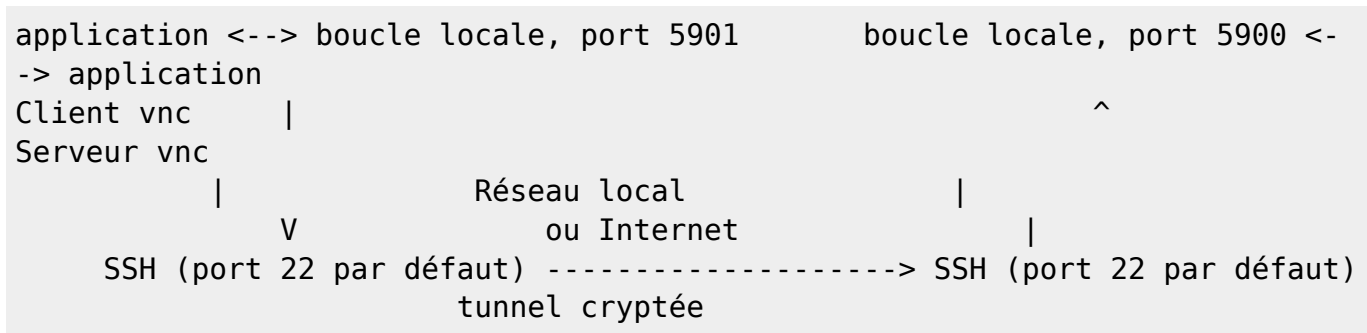 application <--> boucle locale, port 5901       boucle locale, port 5900 <-
-> application
Client vnc     |                                             ^
Serveur vnc
           |              Réseau local               |
               V              ou Internet                |
     SSH (port 22 par défaut) --------------------> SSH (port 22 par défaut)
                         tunnel cryptée